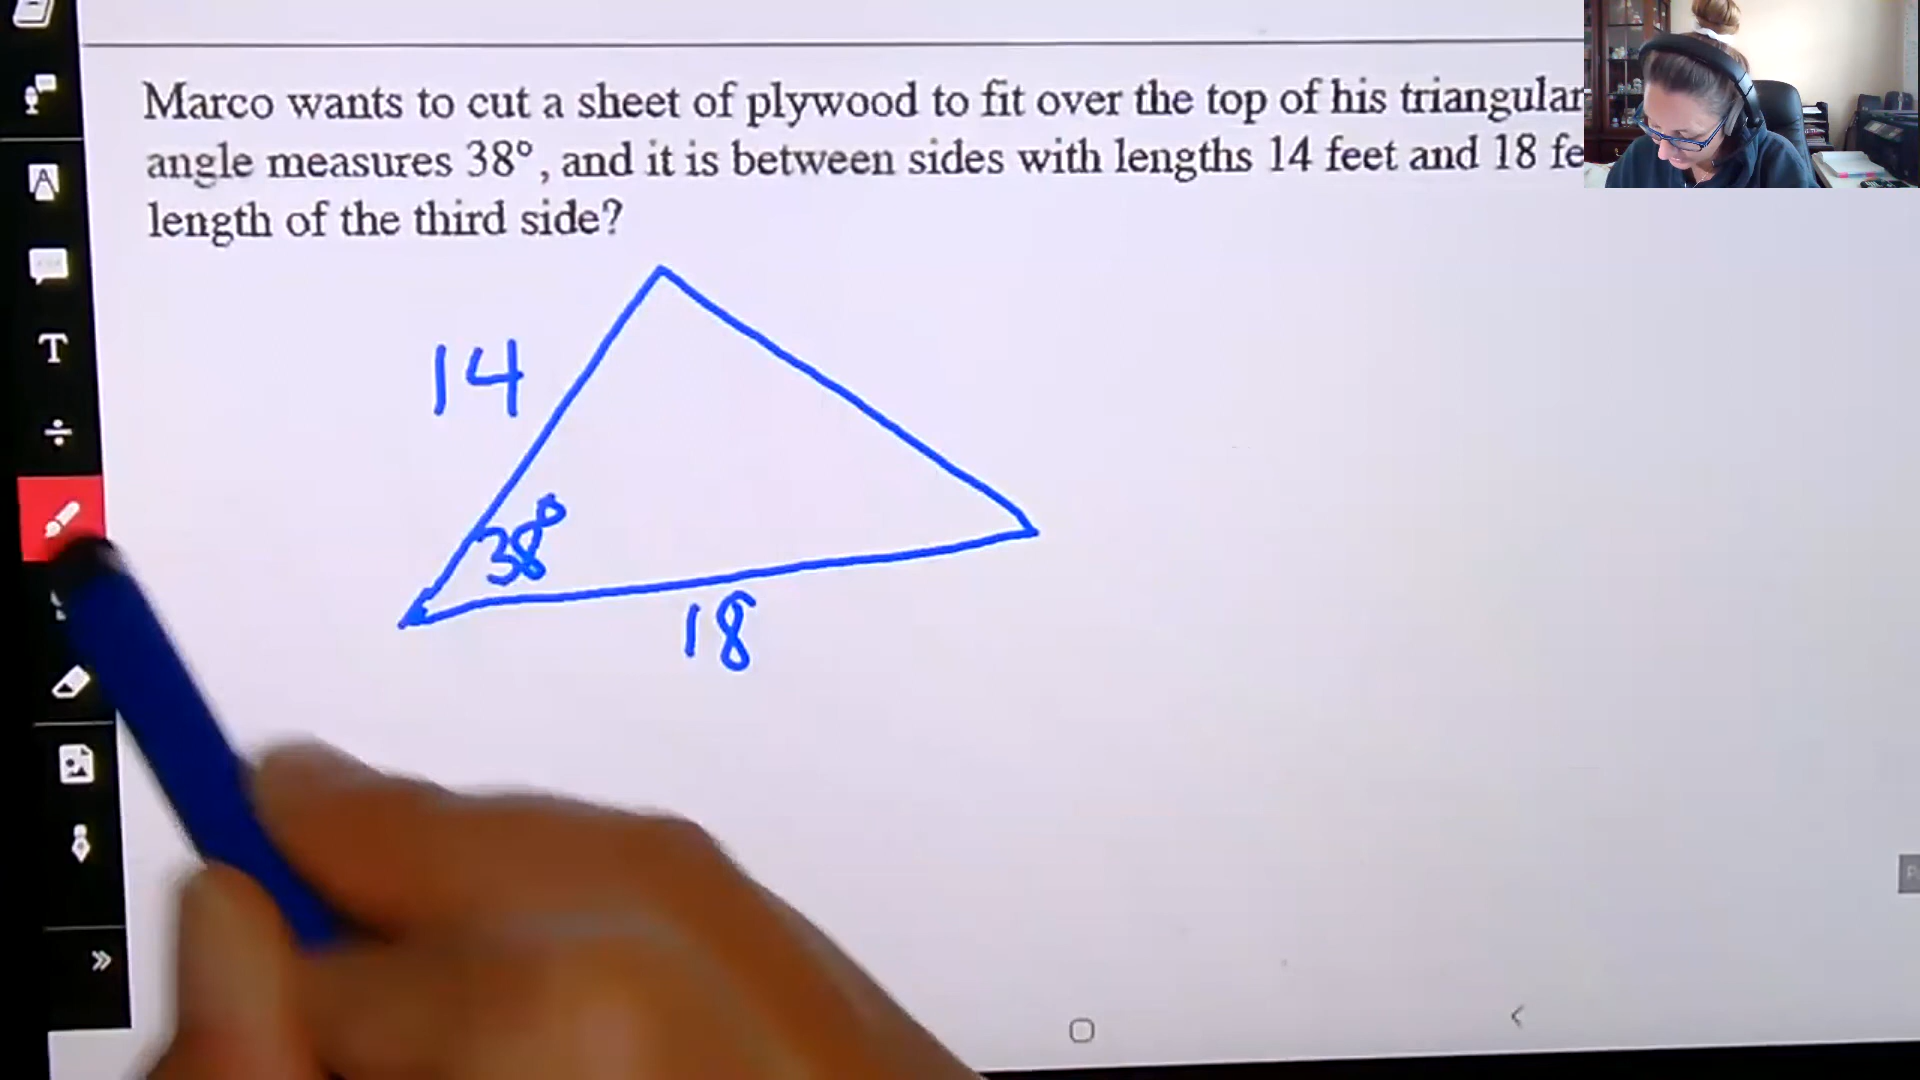 Marco wants to cut a sheet of plywood to fit over the top of his triangular
angle measures 38°, and it is between sides with lengths 14 feet and 18 fe
length of the third side?
14
38°
18
T